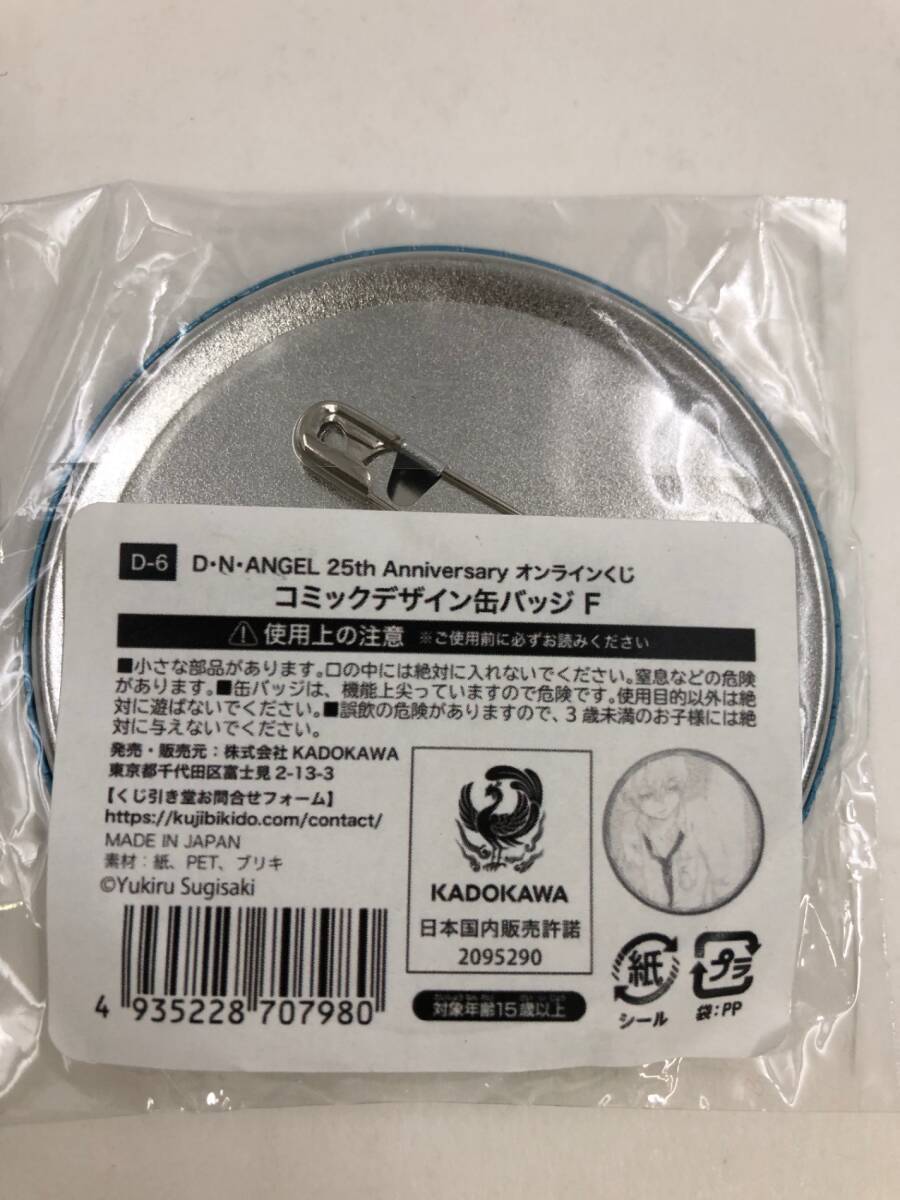 D-6 D・N・ANGEL 25th Anniversary オンラインくじ
コミックデザイン缶バッジ F
使用上の注意 ※ご使用前に必ずお読みください
■小さな部品があります。口の中には絶対に入れないでください。窒息などの危険
があります。■缶バッジは、機能上尖っていますので危険です。使用目的以外は絶
対に遊ばないでください。■誤飲の危険がありますので、3歳未満のお子様には絶
対に与えないでください。
発売・販売元：株式会社 KADOKAWA
東京都千代田区富士見 2-13-3
【くじ引き堂お問合せフォーム】
https://kujibikido.com/contact/
MADE IN JAPAN
素材：紙、PET、ブリキ
©Yukiru Sugisaki
4 935228 707980
KADOKAWA
日本国内販売許諾
2095290
対象年齢15歳以上
紙
シール
プラ
袋：PP